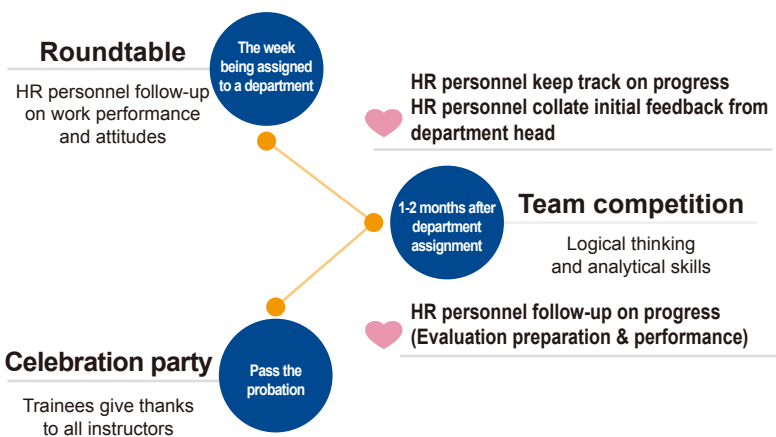 Roundtable
HR personnel follow-up
on work performance
and attitudes
The week
being assigned
to a department
HR personnel keep track on progress
HR personnel collate initial feedback from
department head
1-2 months after
department
assignment
Team competition
Logical thinking
and analytical skills
HR personnel follow-up on progress
(Evaluation preparation & performance)
Celebration party
Trainees give thanks
to all instructors
Pass the
probation